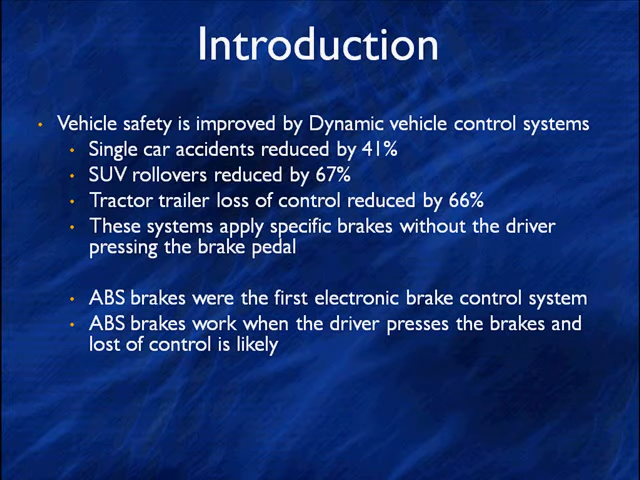 Introduction
• Vehicle safety is improved by Dynamic vehicle control systems
• Single car accidents reduced by 41%
• SUV rollovers reduced by 67%
• Tractor trailer loss of control reduced by 66%
• These systems apply specific brakes without the driver
pressing the brake pedal
• ABS brakes were the first electronic brake control system
• ABS brakes work when the driver presses the brakes and
lost of control is likely